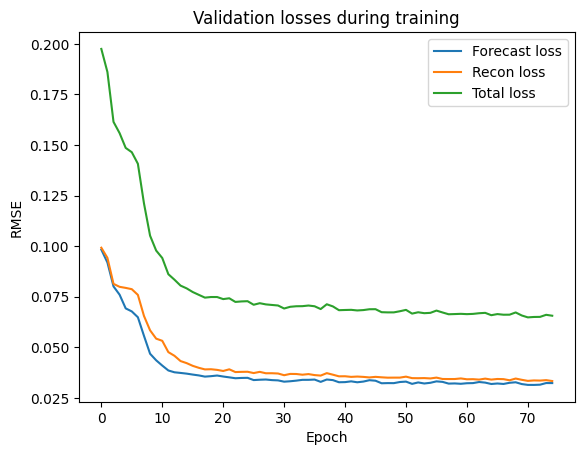 Validation losses during training
RMSE
0.200
0.175
0.150
0.125
0.100
0.075
0.050
0.025
Forecast loss
Recon loss
Total loss
0 10 20 30 40 50 60 70
Epoch